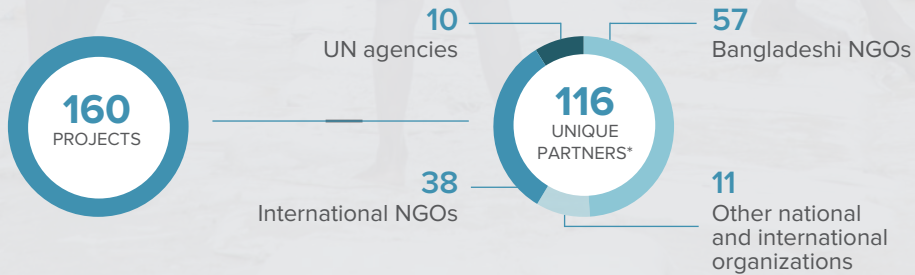 160
PROJECTS
10
UN agencies
116
UNIQUE
PARTNERS*
57
Bangladeshi NGOs
38
International NGOs
11
Other national
and international
organizations